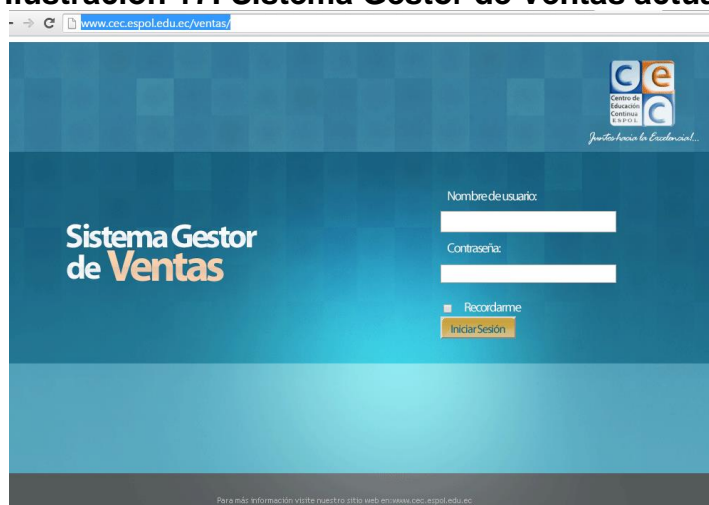 Ilustración 17: Sistema Gestor de Ventas actua
www.cec.espol.edu.ec/ventas/
CeC
Centro de
Educación
Continua
ESPOL
Juntos hacia la Excelencia!...
Nombre de usuario:
Sistema Gestor
de Ventas
Contraseña:
Recordarme
Iniciar Sesión
Para más información visite nuestro sitio web en:www.cec.espol.edu.ec